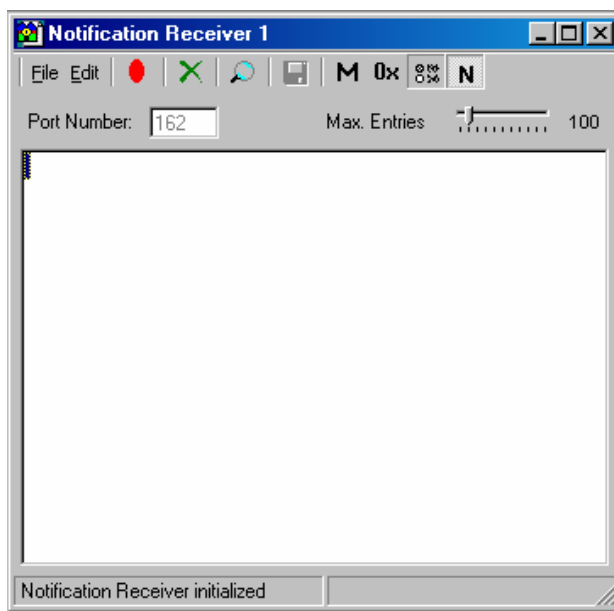 Notification Receiver 1
File Edit M 0x N
Port Number: 162 Max. Entries 100
Notification Receiver initialized